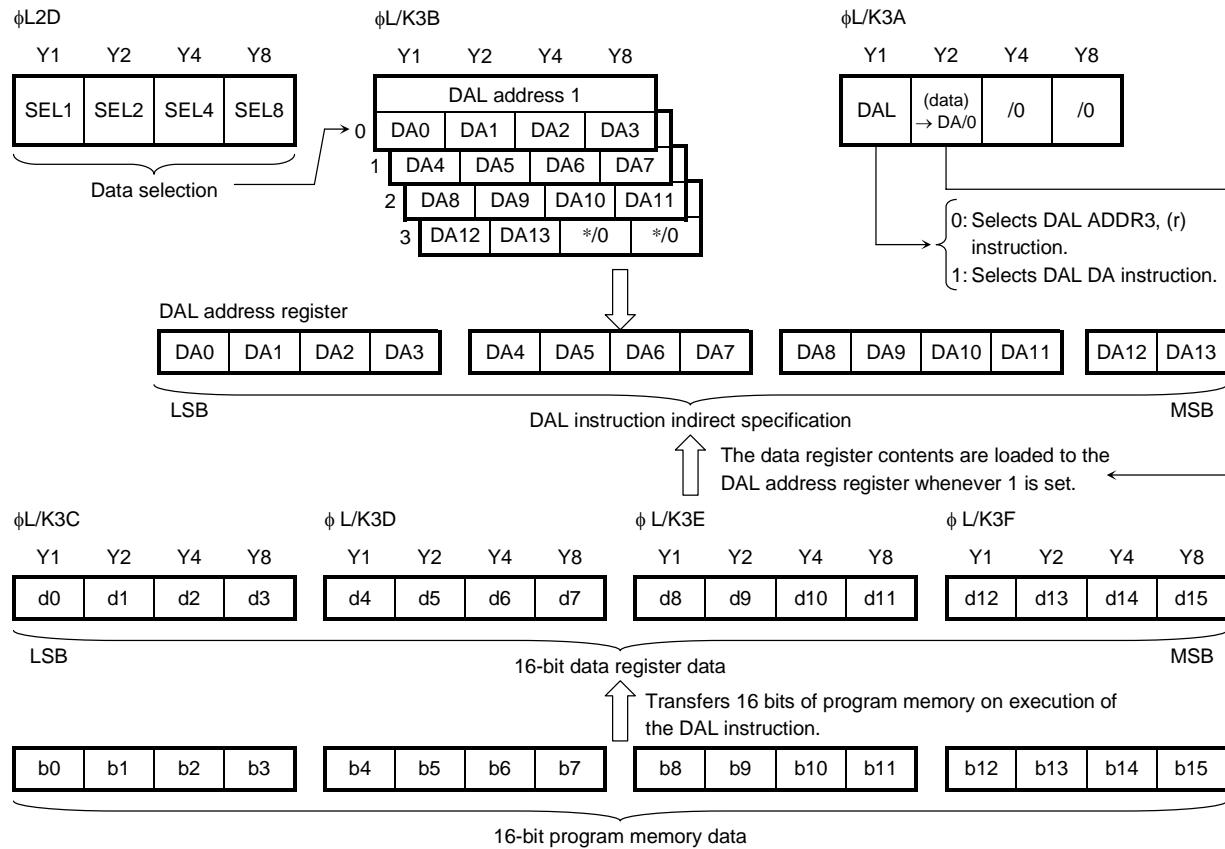 φL2D φL/K3B φL/K3A
Y1 Y2 Y4 Y8 Y1 Y2 Y4 Y8 Y1 Y2 Y4 Y8
SEL1 SEL2 SEL4 SEL8 DAL address 1 DAL (data) → DA/0 /0 /0
0 DA0 DA1 DA2 DA3
1 DA4 DA5 DA6 DA7
Data selection
2 DA8 DA9 DA10 DA11
3 DA12 DA13 */0 */0
0: Selects DAL ADDR3, (r)
instruction.
1: Selects DAL DA instruction.
DAL address register
DA0 DA1 DA2 DA3 DA4 DA5 DA6 DA7 DA8 DA9 DA10 DA11 DA12 DA13
LSB MSB
DAL instruction indirect specification
The data register contents are loaded to the
DAL address register whenever 1 is set.
φL/K3C φ L/K3D φ L/K3E φ L/K3F
Y1 Y2 Y4 Y8 Y1 Y2 Y4 Y8 Y1 Y2 Y4 Y8 Y1 Y2 Y4 Y8
d0 d1 d2 d3 d4 d5 d6 d7 d8 d9 d10 d11 d12 d13 d14 d15
LSB MSB
16-bit data register data
Transfers 16 bits of program memory on execution of
the DAL instruction.
b0 b1 b2 b3 b4 b5 b6 b7 b8 b9 b10 b11 b12 b13 b14 b15
16-bit program memory data